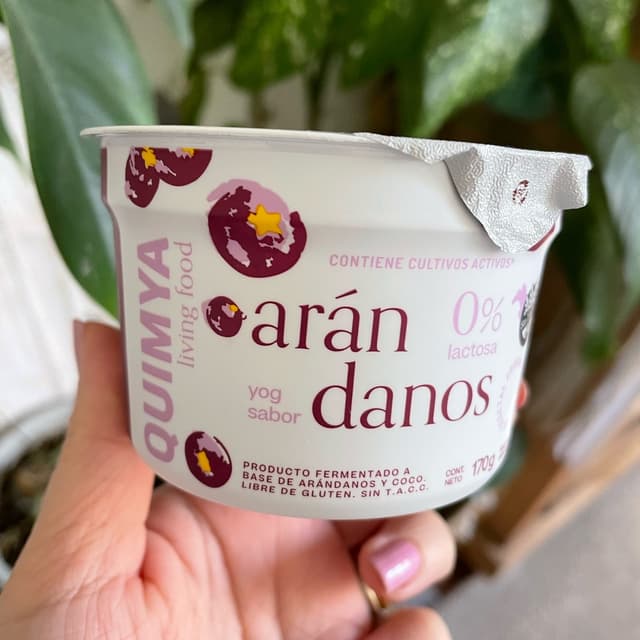 QUIMYA
living food
CONTIENE CULTIVOS ACTIVOS*
arán
danos
0%
lactosa
yog
sabor
PRODUCTO FERMENTADO A
BASE DE ARÁNDANOS Y COCO.
LIBRE DE GLUTEN. SIN T.A.C.C.
CONT.
NETO
170g